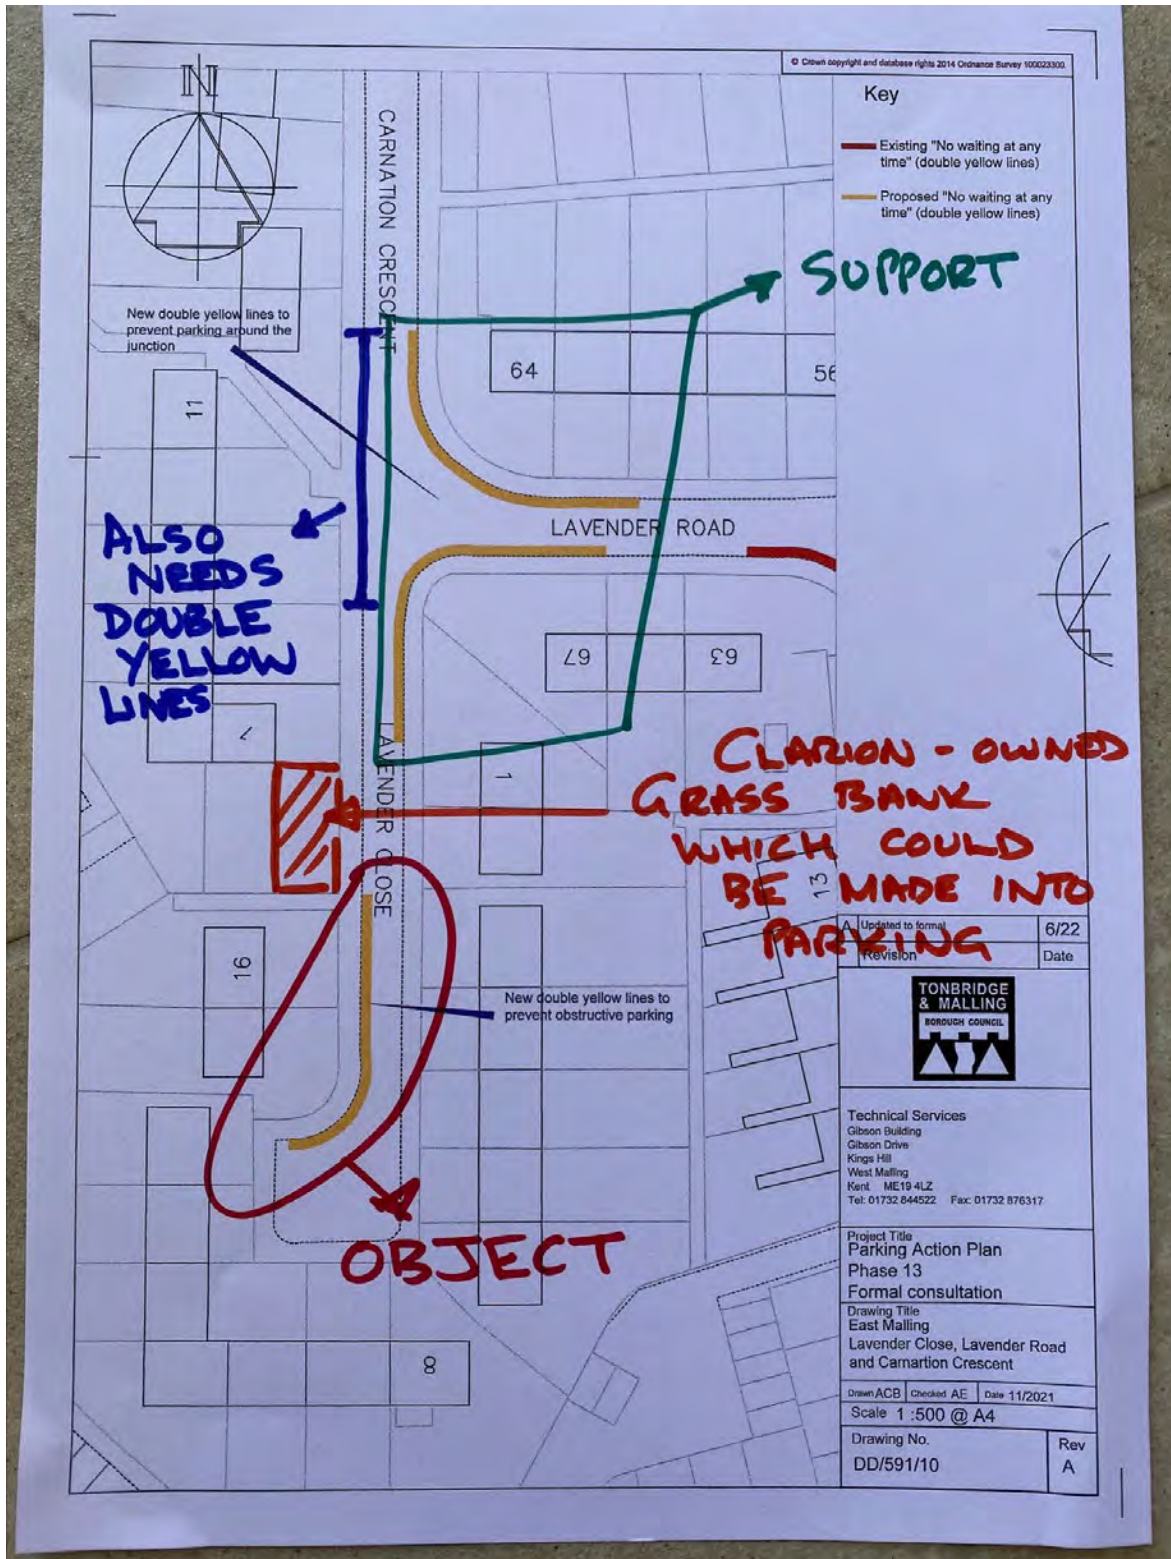 © Crown copyright and database rights 2014 Ordnance Survey 100023300.
N
Key
Existing "No waiting at any
time" (double yellow lines)
Proposed "No waiting at any
time" (double yellow lines)
CARNATION CRESCENT
SUPPORT
New double yellow lines to
prevent parking around the
junction
64
56
11
LAVENDER ROAD
ALSO
NEEDS
DOUBLE
YELLOW
LINES
67
63
7
1
LAVENDER CLOSE
CLARION - OWNED
GRASS BANK
WHICH COULD
BE MADE INTO
PARKING
13
16
New double yellow lines to
prevent obstructive parking
OBJECT
8
A Updated to formal 6/22
Revision Date
TONBRIDGE
& MALLING
BOROUGH COUNCIL
Technical Services
Gibson Building
Gibson Drive
Kings Hill
West Malling
Kent ME19 4LZ
Tel: 01732 844522 Fax: 01732 876317
Project Title
Parking Action Plan
Phase 13
Formal consultation
Drawing Title
East Malling
Lavender Close, Lavender Road
and Carnartion Crescent
Drawn ACB Checked AE Date 11/2021
Scale 1 :500 @ A4
Drawing No. Rev
DD/591/10 A